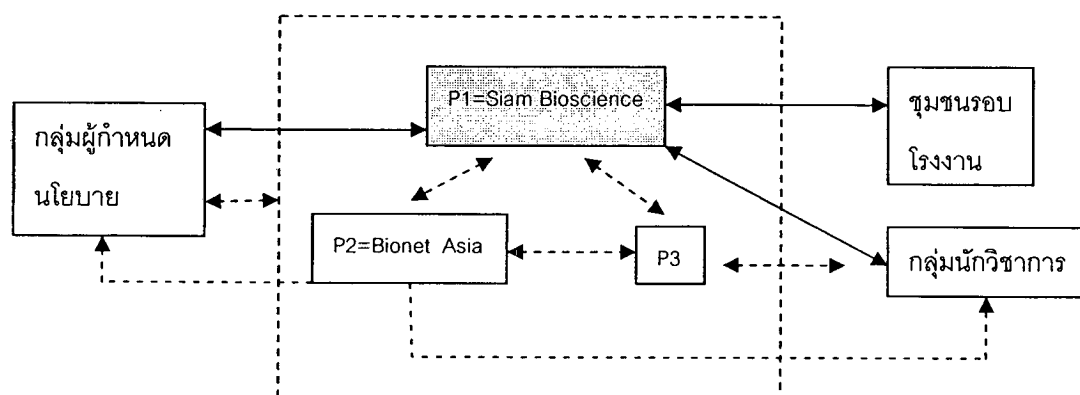 P1=Siam Bioscience
ชุมชนรอบ
โรงงาน
กลุ่มผู้กำหนด
นโยบาย
P2=Bionet Asia
P3
กลุ่มนักวิชาการ